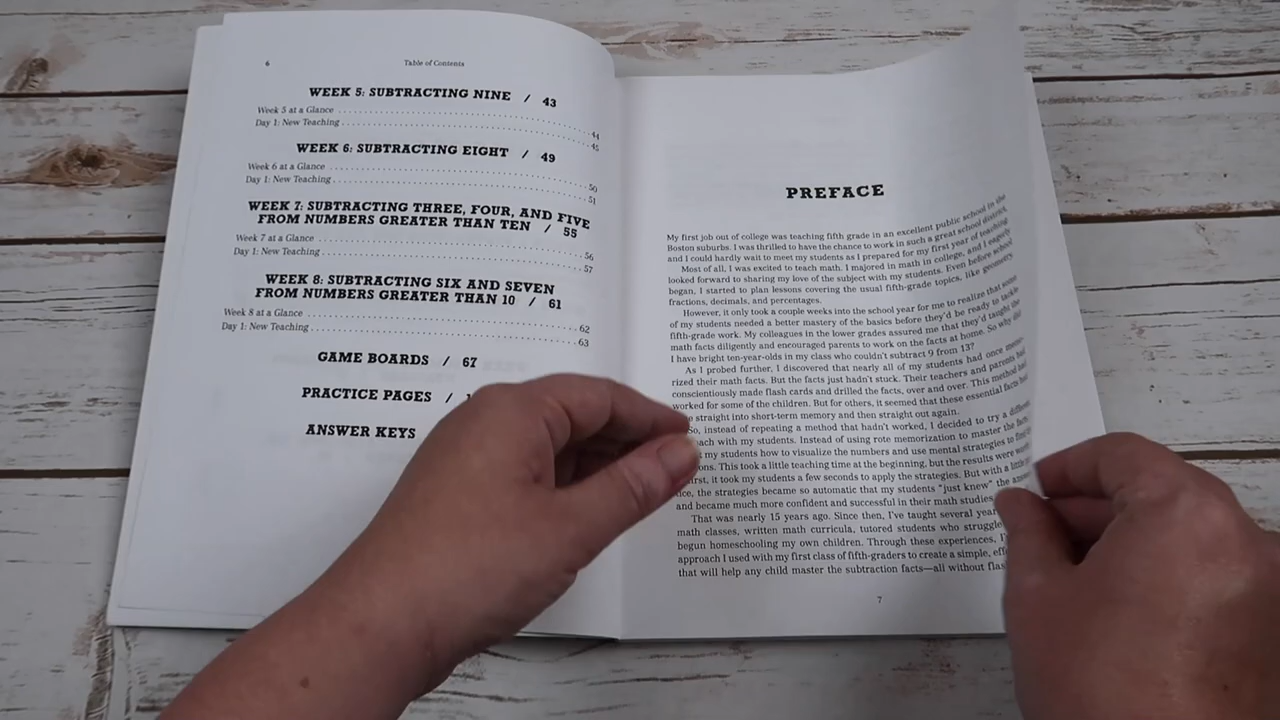 6
Table of Contents
WEEK 5: SUBTRACTING NINE / 43
Week 5 at a Glance 44
Day 1: New Teaching 45
WEEK 6: SUBTRACTING EIGHT / 49
Week 6 at a Glance 50
Day 1: New Teaching 51
WEEK 7: SUBTRACTING THREE, FOUR, AND FIVE
FROM NUMBERS GREATER THAN TEN / 55
Week 7 at a Glance 56
Day 1: New Teaching 57
WEEK 8: SUBTRACTING SIX AND SEVEN
FROM NUMBERS GREATER THAN 10 / 61
Week 8 at a Glance 62
Day 1: New Teaching 63
GAME BOARDS / 67
PRACTICE PAGES /
ANSWER KEYS
PREFACE
My first job out of college was teaching fifth grade in an excellent public school in the
Boston suburbs. I was thrilled to have the chance to work in such a great school district,
and I could hardly wait to meet my students as I prepared for my first year of teaching
Most of all, I was excited to teach math. I majored in math in college, and I eagerly
looked forward to sharing my love of the subject with my students. Even before school
began, I started to plan lessons covering the usual fifth-grade topics, like geometry
fractions, decimals, and percentages.
However, it only took a couple weeks into the school year for me to realize that some
of my students needed a better mastery of the basics before they'd be ready to tackle
fifth-grade work. My colleagues in the lower grades assured me that they'd taught the
math facts diligently and encouraged parents to work on the facts at home. So why did
I have bright ten-year-olds in my class who couldn't subtract 9 from 13?
As I probed further, I discovered that nearly all of my students had once
rized their math facts. But the facts just hadn't stuck. Their teachers and parents had
conscientiously made flash cards and drilled the facts, over and over. This method had
worked for some of the children. But for others, it seemed that these essential facts had
straight into short-term memory and then straight out again.
So, instead of repeating a method that hadn't worked, I decided to try a
with my students. Instead of using rote memorization to master the facts,
my students how to visualize the numbers and use mental strategies to
This took a little teaching time at the beginning, but the results were
it took my students a few seconds to apply the strategies. But with a little
the strategies became so automatic that my students "just knew" the
and became much more confident and successful in their math studies.
That was nearly 15 years ago. Since then, I've taught several
math classes, written math curricula, tutored students who
begun homeschooling my own children. Through these experiences,
approach I used with my first class of fifth-graders to create a simple,
that will help any child master the subtraction facts—all without
7